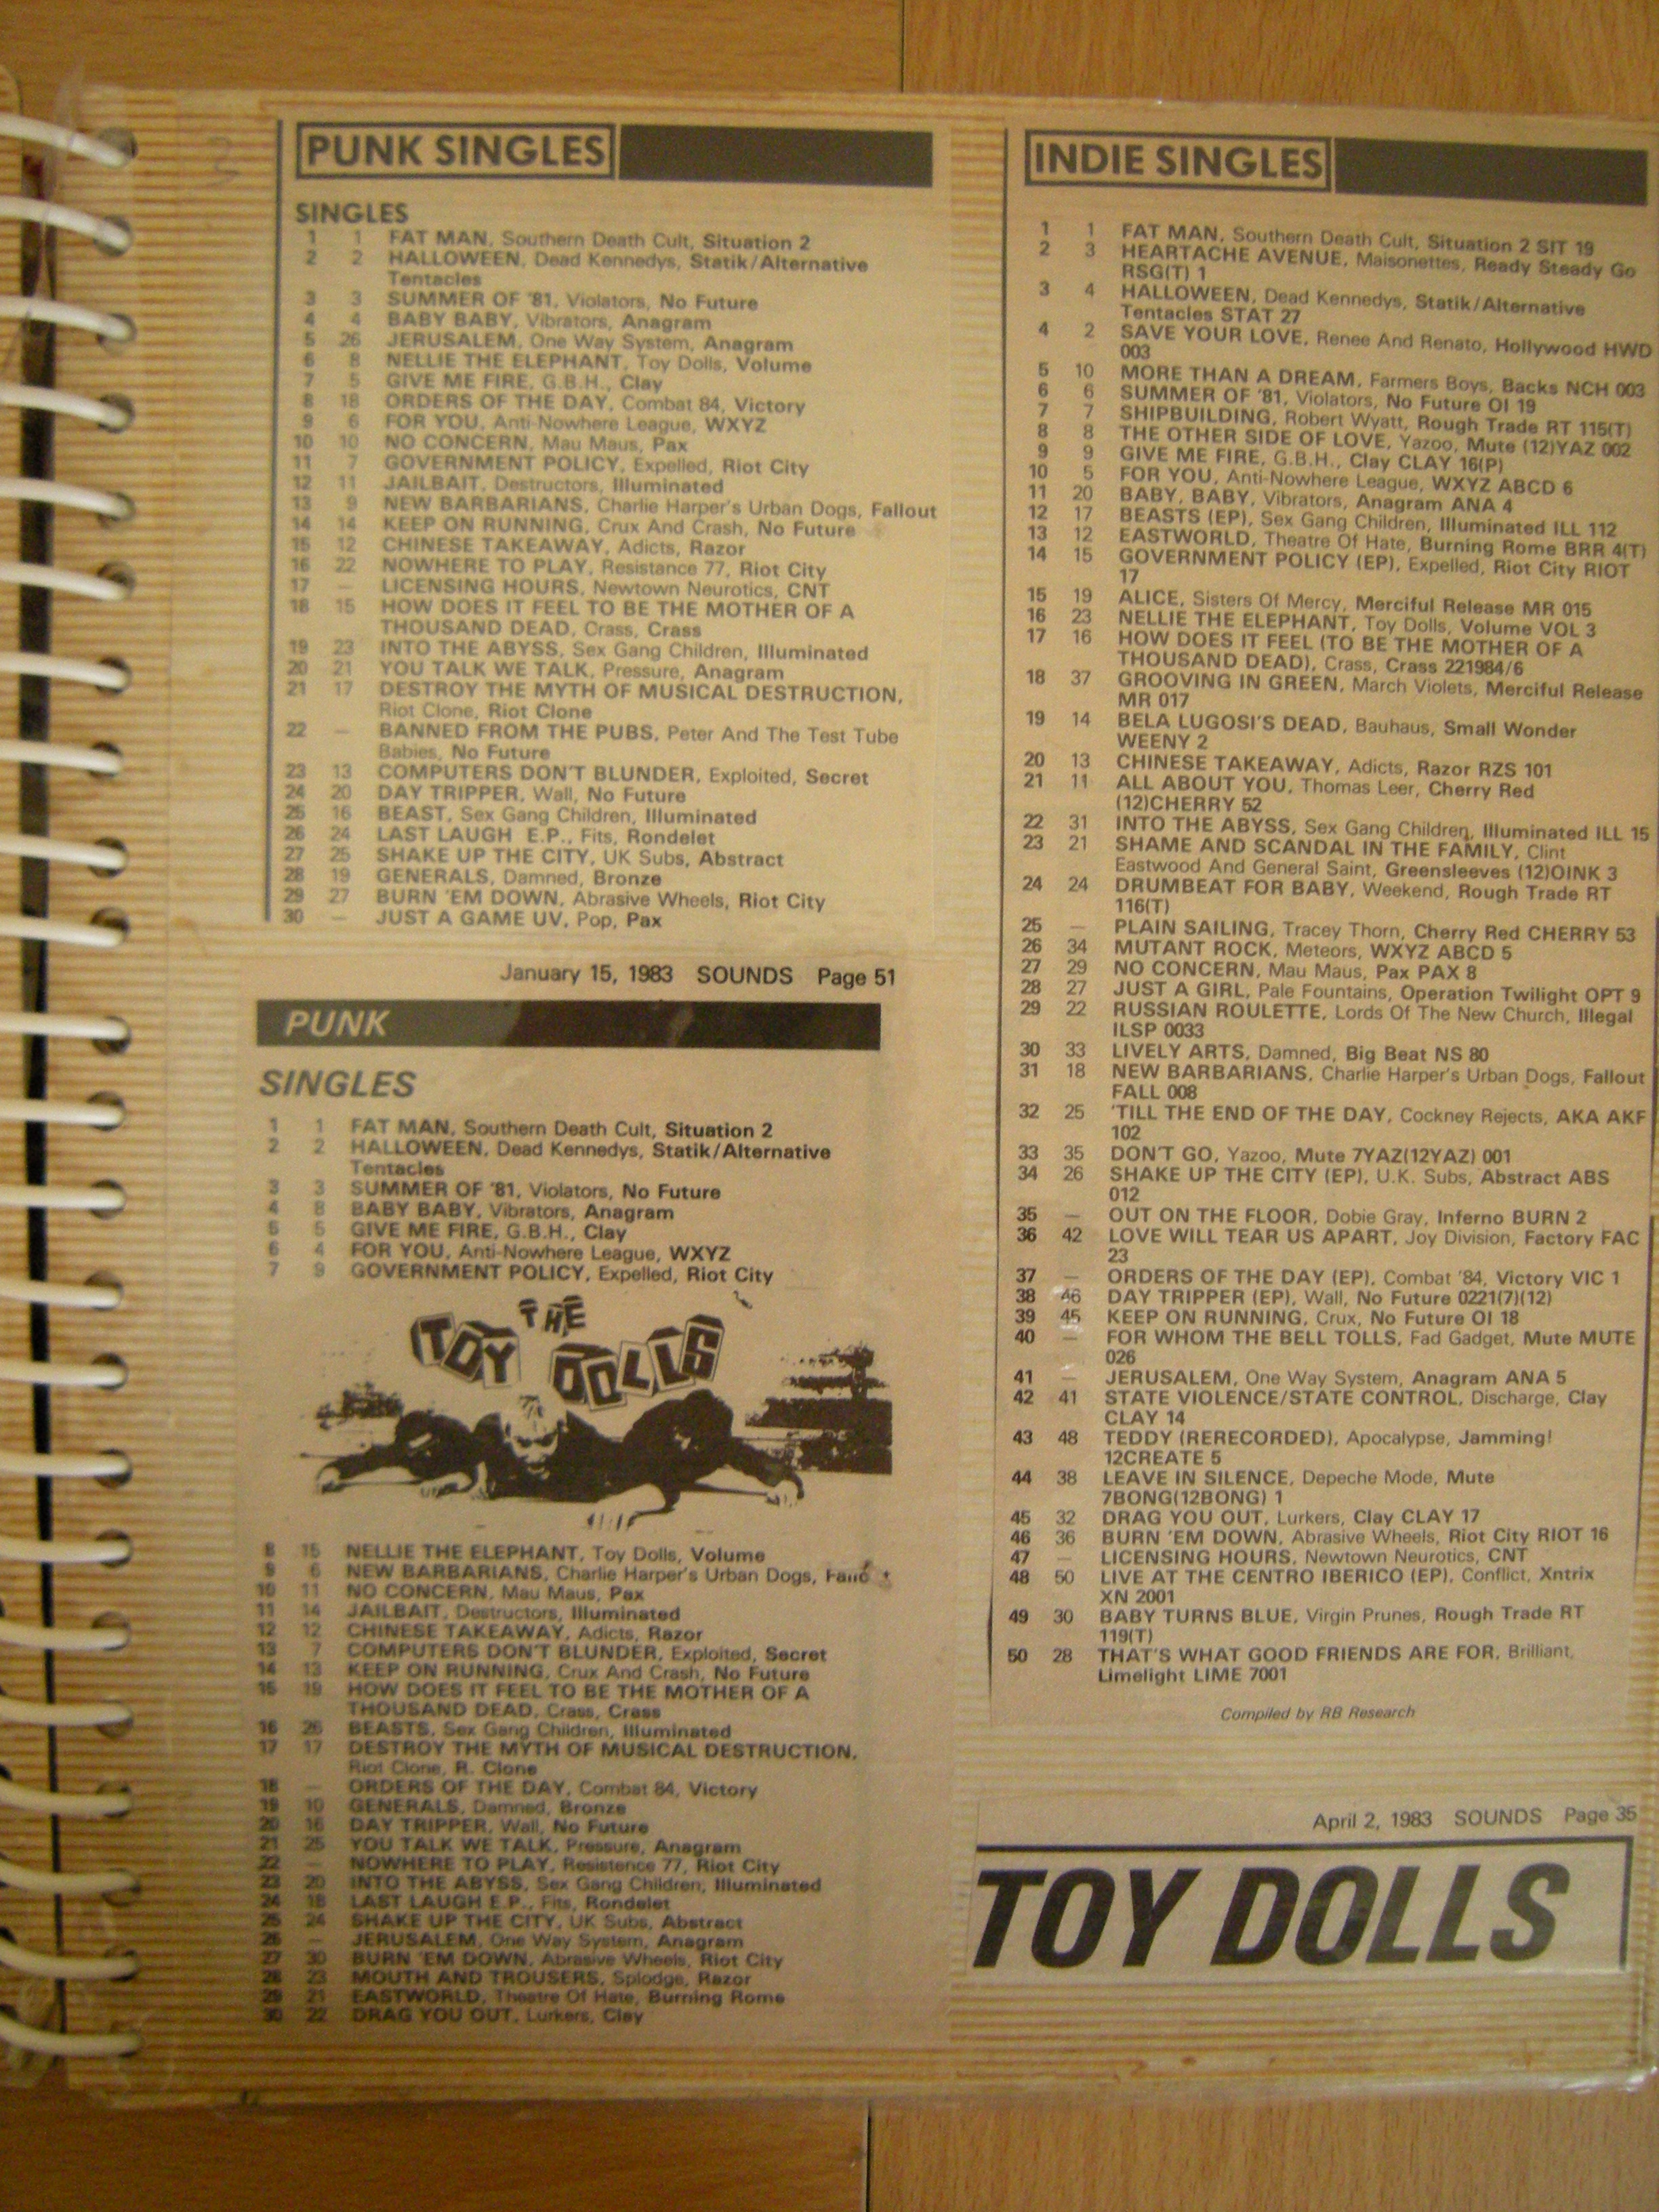 PUNK SINGLES
SINGLES
1 1 FAT MAN, Southern Death Cult, Situation 2
2 2 HALLOWEEN, Dead Kennedys, Statik/Alternative
Tentacles
3 3 SUMMER OF '81, Violators, No Future
4 4 BABY BABY, Vibrators, Anagram
5 26 JERUSALEM, One Way System, Anagram
6 8 NELLIE THE ELEPHANT, Toy Dolls, Volume
7 5 GIVE ME FIRE, G.B.H., Clay
8 18 ORDERS OF THE DAY, Combat 84, Victory
9 6 FOR YOU, Anti-Nowhere League, WXYZ
10 10 NO CONCERN, Mau Maus, Pax
11 7 GOVERNMENT POLICY, Expelled, Riot City
12 11 JAILBAIT, Destructors, Illuminated
13 9 NEW BARBARIANS, Charlie Harper's Urban Dogs, Fallout
14 14 KEEP ON RUNNING, Crux And Crash, No Future
15 12 CHINESE TAKEAWAY, Adicts, Razor
16 22 NOWHERE TO PLAY, Resistance 77, Riot City
17 — LICENSING HOURS, Newtown Neurotics, CNT
18 15 HOW DOES IT FEEL TO BE THE MOTHER OF A
THOUSAND DEAD, Crass, Crass
19 23 INTO THE ABYSS, Sex Gang Children, Illuminated
20 21 YOU TALK WE TALK, Pressure, Anagram
21 17 DESTROY THE MYTH OF MUSICAL DESTRUCTION,
Riot Clone, Riot Clone
22 — BANNED FROM THE PUBS, Peter And The Test Tube
Babies, No Future
23 13 COMPUTERS DON'T BLUNDER, Exploited, Secret
24 20 DAY TRIPPER, Wall, No Future
25 16 BEAST, Sex Gang Children, Illuminated
26 24 LAST LAUGH E.P., Fits, Rondelet
27 25 SHAKE UP THE CITY, UK Subs, Abstract
28 19 GENERALS, Damned, Bronze
29 27 BURN 'EM DOWN, Abrasive Wheels, Riot City
30 — JUST A GAME UV, Pop, Pax
January 15, 1983 SOUNDS Page 51
PUNK
SINGLES
1 1 FAT MAN, Southern Death Cult, Situation 2
2 2 HALLOWEEN, Dead Kennedys, Statik/Alternative
Tentacles
3 3 SUMMER OF '81, Violators, No Future
4 8 BABY BABY, Vibrators, Anagram
5 5 GIVE ME FIRE, G.B.H., Clay
6 4 FOR YOU, Anti-Nowhere League, WXYZ
7 9 GOVERNMENT POLICY, Expelled, Riot City
THE
TOY DOLLS
8 15 NELLIE THE ELEPHANT, Toy Dolls, Volume
9 6 NEW BARBARIANS, Charlie Harper's Urban Dogs,
10 11 NO CONCERN, Mau Maus, Pax
11 14 JAILBAIT, Destructors, Illuminated
12 12 CHINESE TAKEAWAY, Adicts, Razor
13 7 COMPUTERS DON'T BLUNDER, Exploited, Secret
14 13 KEEP ON RUNNING, Crux And Crash, No Future
15 19 HOW DOES IT FEEL TO BE THE MOTHER OF A
THOUSAND DEAD, Crass, Crass
16 26 BEASTS, Sex Gang Children, Illuminated
17 17 DESTROY THE MYTH OF MUSICAL DESTRUCTION,
Riot Clone, R. Clone
18 — ORDERS OF THE DAY, Combat 84, Victory
19 10 GENERALS, Damned, Bronze
20 16 DAY TRIPPER, Wall, No Future
21 25 YOU TALK WE TALK, Pressure, Anagram
22 — NOWHERE TO PLAY, Resistence 77, Riot City
23 20 INTO THE ABYSS, Sex Gang Children, Illuminated
24 18 LAST LAUGH E.P., Fits, Rondelet
25 24 SHAKE UP THE CITY, UK Subs, Abstract
26 — JERUSALEM, One Way System, Anagram
27 30 BURN 'EM DOWN, Abrasive Wheels, Riot City
28 23 MOUTH AND TROUSERS, Splodge, Razor
29 21 EASTWORLD, Theatre Of Hate, Burning Rome
30 22 DRAG YOU OUT, Lurkers, Clay
INDIE SINGLES
1 1 FAT MAN, Southern Death Cult, Situation 2 SIT 19
2 3 HEARTACHE AVENUE, Maisonettes, Ready Steady Go
RSG(T) 1
3 4 HALLOWEEN, Dead Kennedys, Statik/Alternative
Tentacles STAT 27
4 2 SAVE YOUR LOVE, Renee And Renato, Hollywood HWD
003
5 10 MORE THAN A DREAM, Farmers Boys, Backs NCH 003
6 6 SUMMER OF '81, Violators, No Future OI 19
7 7 SHIPBUILDING, Robert Wyatt, Rough Trade RT 115(T)
8 8 THE OTHER SIDE OF LOVE, Yazoo, Mute (12)YAZ 002
9 9 GIVE ME FIRE, G.B.H., Clay CLAY 16(P)
10 5 FOR YOU, Anti-Nowhere League, WXYZ ABCD 6
11 20 BABY, BABY, Vibrators, Anagram ANA 4
12 17 BEASTS (EP), Sex Gang Children, Illuminated ILL 112
13 12 EASTWORLD, Theatre Of Hate, Burning Rome BRR 4(T)
14 15 GOVERNMENT POLICY (EP), Expelled, Riot City RIOT
17
15 19 ALICE, Sisters Of Mercy, Merciful Release MR 015
16 23 NELLIE THE ELEPHANT, Toy Dolls, Volume VOL 3
17 16 HOW DOES IT FEEL (TO BE THE MOTHER OF A
THOUSAND DEAD), Crass, Crass 221984/6
18 37 GROOVING IN GREEN, March Violets, Merciful Release
MR 017
19 14 BELA LUGOSI'S DEAD, Bauhaus, Small Wonder
WEENY 2
20 13 CHINESE TAKEAWAY, Adicts, Razor RZS 101
21 11 ALL ABOUT YOU, Thomas Leer, Cherry Red
(12)CHERRY 52
22 31 INTO THE ABYSS, Sex Gang Children, Illuminated ILL 15
23 21 SHAME AND SCANDAL IN THE FAMILY, Clint
Eastwood And General Saint, Greensleeves (12)OINK 3
24 24 DRUMBEAT FOR BABY, Weekend, Rough Trade RT
116(T)
25 — PLAIN SAILING, Tracey Thorn, Cherry Red CHERRY 53
26 34 MUTANT ROCK, Meteors, WXYZ ABCD 5
27 29 NO CONCERN, Mau Maus, Pax PAX 8
28 27 JUST A GIRL, Pale Fountains, Operation Twilight OPT 9
29 22 RUSSIAN ROULETTE, Lords Of The New Church, Illegal
ILSP 0033
30 33 LIVELY ARTS, Damned, Big Beat NS 80
31 18 NEW BARBARIANS, Charlie Harper's Urban Dogs, Fallout
FALL 008
32 25 'TILL THE END OF THE DAY, Cockney Rejects, AKA AKF
102
33 35 DON'T GO, Yazoo, Mute 7YAZ(12YAZ) 001
34 26 SHAKE UP THE CITY (EP), U.K. Subs, Abstract ABS
012
35 — OUT ON THE FLOOR, Dobie Gray, Inferno BURN 2
36 42 LOVE WILL TEAR US APART, Joy Division, Factory FAC
23
37 — ORDERS OF THE DAY (EP), Combat '84, Victory VIC 1
38 46 DAY TRIPPER (EP), Wall, No Future 0221(7)(12)
39 45 KEEP ON RUNNING, Crux, No Future OI 18
40 — FOR WHOM THE BELL TOLLS, Fad Gadget, Mute MUTE
026
41 — JERUSALEM, One Way System, Anagram ANA 5
42 41 STATE VIOLENCE/STATE CONTROL, Discharge, Clay
CLAY 14
43 48 TEDDY (RERECORDED), Apocalypse, Jamming!
12CREATE 5
44 38 LEAVE IN SILENCE, Depeche Mode, Mute
7BONG(12BONG) 1
45 32 DRAG YOU OUT, Lurkers, Clay CLAY 17
46 36 BURN 'EM DOWN, Abrasive Wheels, Riot City RIOT 16
47 — LICENSING HOURS, Newtown Neurotics, CNT
48 50 LIVE AT THE CENTRO IBERICO (EP), Conflict, Xntrix
XN 2001
49 30 BABY TURNS BLUE, Virgin Prunes, Rough Trade RT
119(T)
50 28 THAT'S WHAT GOOD FRIENDS ARE FOR, Brilliant,
Limelight LIME 7001
Compiled by RB Research
April 2, 1983 SOUNDS Page 35
TOY DOLLS